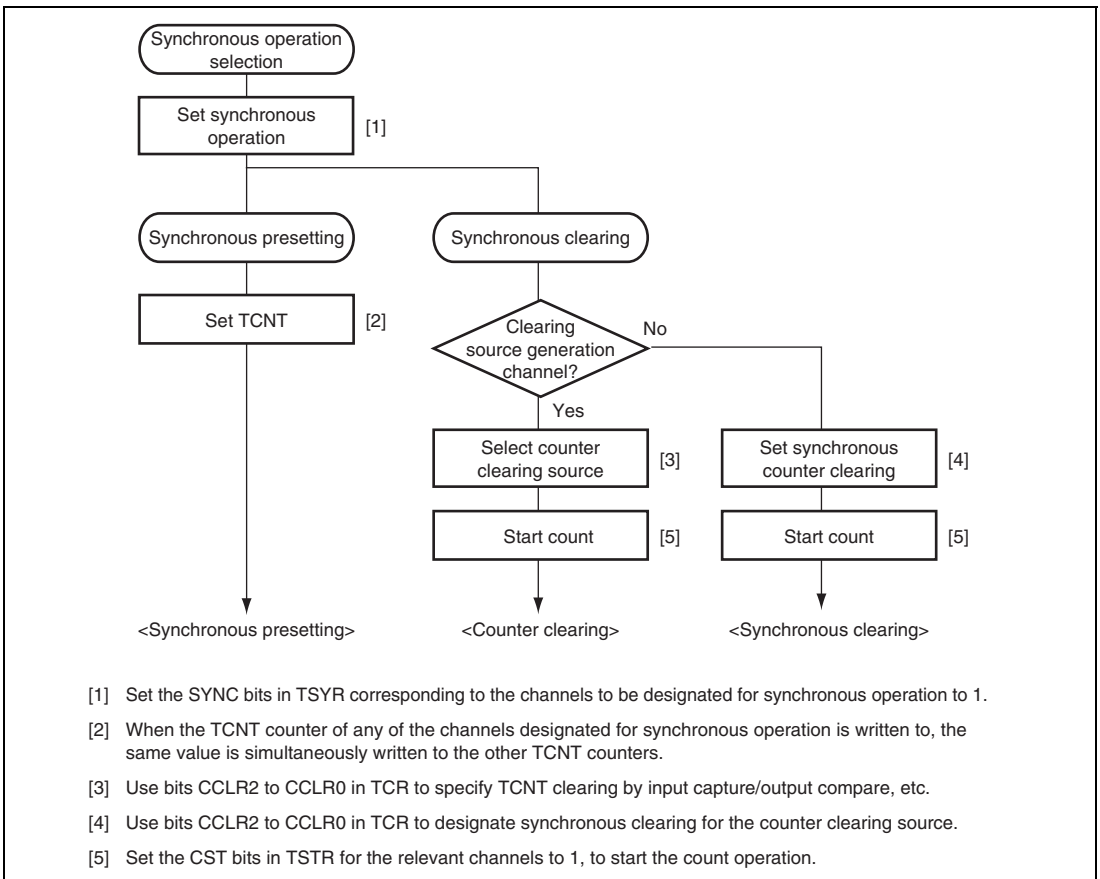 Synchronous operation
selection
Set synchronous
operation
[1]
Synchronous presetting
Synchronous clearing
Set TCNT
[2]
Clearing
source generation
channel?
No
Yes
Select counter
clearing source
[3]
Set synchronous
counter clearing
[4]
Start count
[5]
Start count
[5]
<Synchronous presetting>
<Counter clearing>
<Synchronous clearing>
[1] Set the SYNC bits in TSYR corresponding to the channels to be designated for synchronous operation to 1.
[2] When the TCNT counter of any of the channels designated for synchronous operation is written to, the
same value is simultaneously written to the other TCNT counters.
[3] Use bits CCLR2 to CCLR0 in TCR to specify TCNT clearing by input capture/output compare, etc.
[4] Use bits CCLR2 to CCLR0 in TCR to designate synchronous clearing for the counter clearing source.
[5] Set the CST bits in TSTR for the relevant channels to 1, to start the count operation.